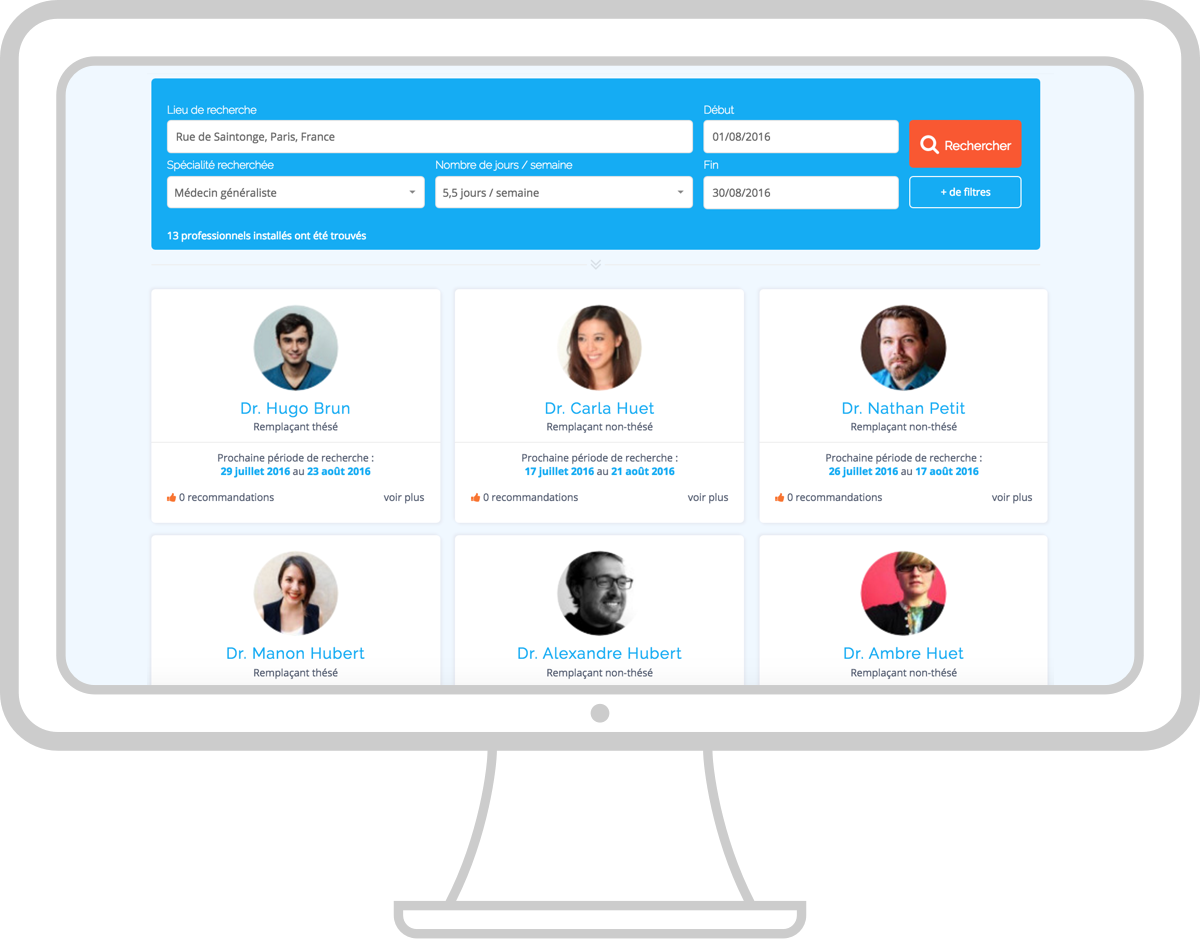 Lieu de recherche
Début
Rue de Saintonge, Paris, France
01/08/2016
Rechercher
Spécialité recherchée
Nombre de jours / semaine
Fin
Médecin généraliste
5,5 jours / semaine
30/08/2016
+ de filtres
13 professionnels installés ont été trouvés
Dr. Hugo Brun
Remplaçant thésé
Prochaine période de recherche :
29 juillet 2016 au 23 août 2016
0 recommandations
voir plus
Dr. Carla Huet
Remplaçant non-thésé
Prochaine période de recherche :
17 juillet 2016 au 21 août 2016
0 recommandations
voir plus
Dr. Nathan Petit
Remplaçant non-thésé
Prochaine période de recherche :
26 juillet 2016 au 17 août 2016
0 recommandations
voir plus
Dr. Manon Hubert
Remplaçant thésé
Dr. Alexandre Hubert
Remplaçant non-thésé
Dr. Ambre Huet
Remplaçant non-thésé